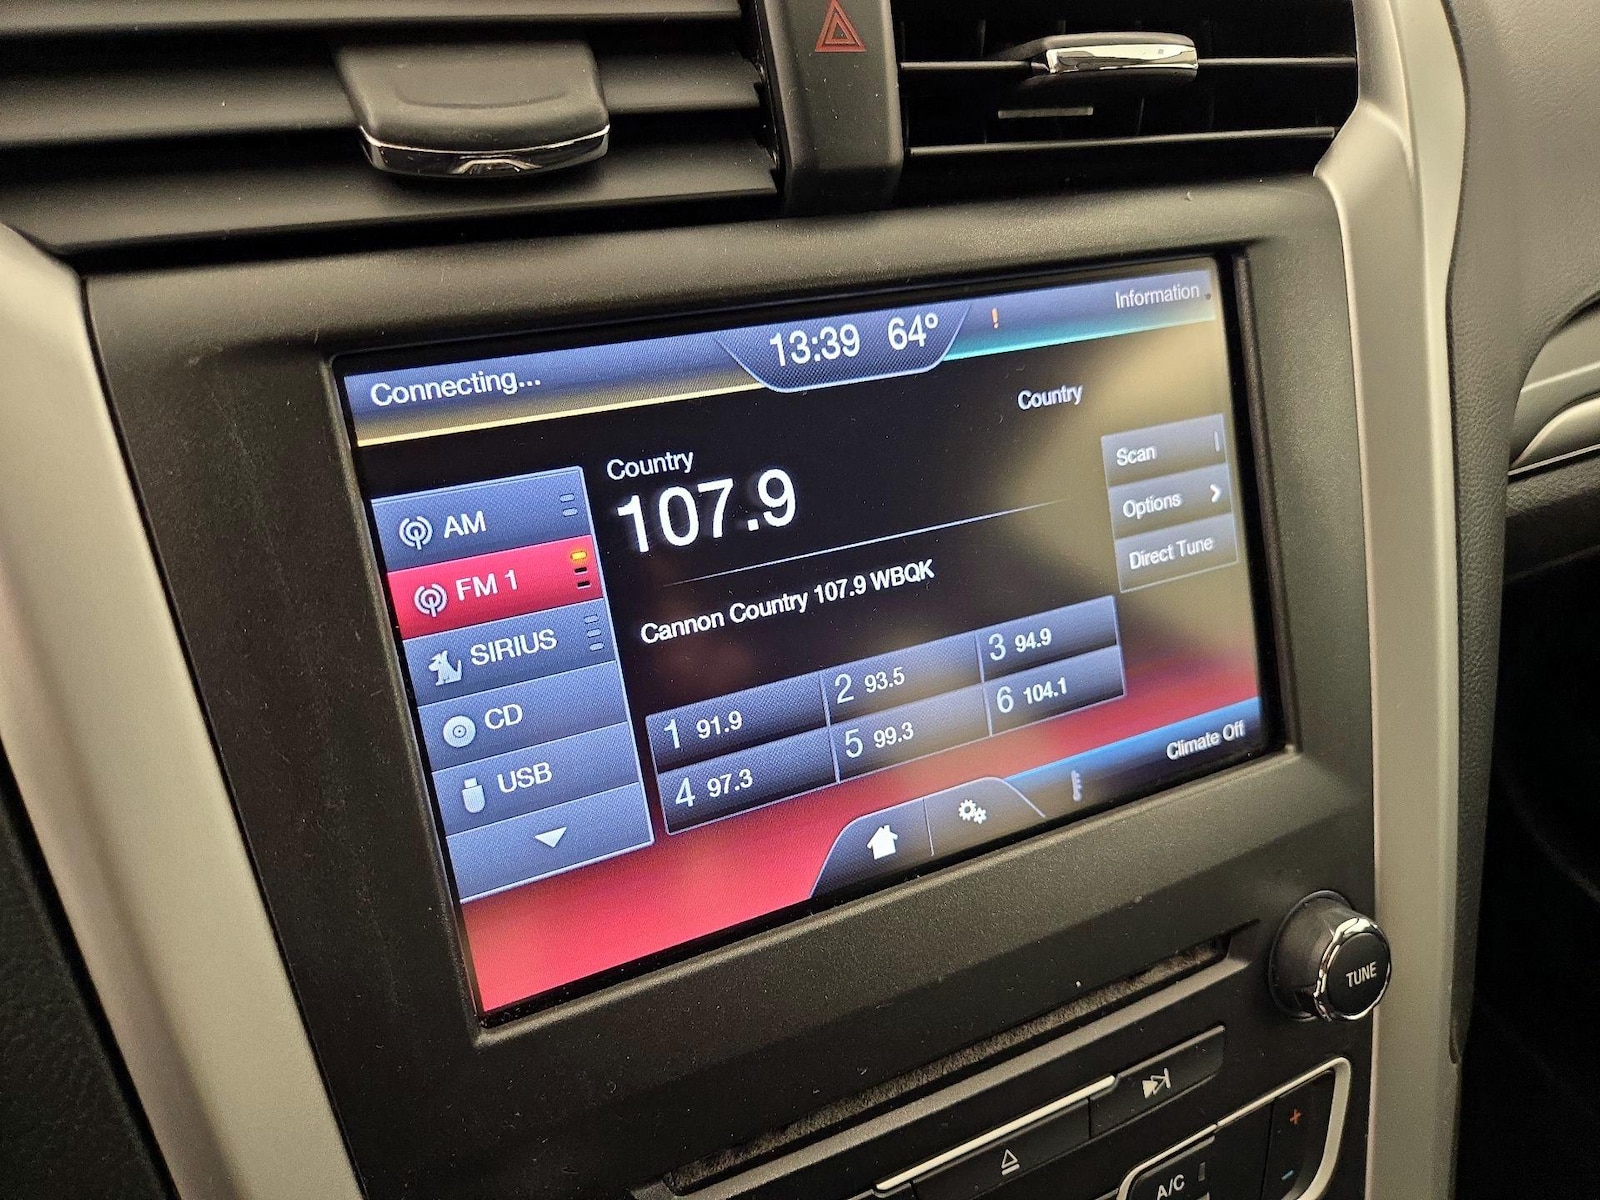 Connecting...
13:39 64°
!
Information
Country
Country
107.9
Cannon Country 107.9 WBQK
AM
FM 1
SIRIUS
CD
USB
Scan
Options
Direct Tune
1 91.9
2 93.5
3 94.9
4 97.3
5 99.3
6 104.1
Climate Off
TUNE
A/C
+
-